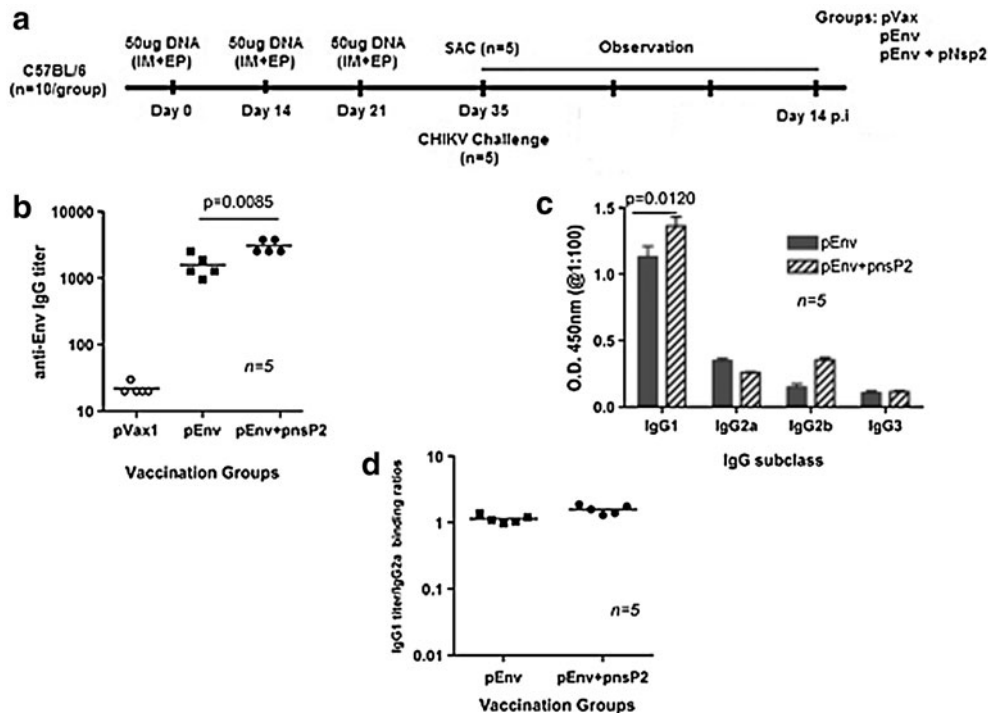 a
Groups: pVax
pEnv
pEnv + pNsp2
C57BL/6
(n=10/group)
50ug DNA
(IM+EP)
50ug DNA
(IM+EP)
50ug DNA
(IM+EP)
SAC (n=5)
Observation
Day 0
Day 14
Day 21
Day 35
Day 14 p.i
CHIKV Challenge
(n=5)
b
anti-Env IgG titer
10000
1000
100
10
p=0.0085
n=5
pVax1
pEnv
pEnv+pnsP2
Vaccination Groups
c
O.D. 450nm (@1:100)
1.5
1.0
0.5
0.0
p=0.0120
pEnv
pEnv+pnsP2
n=5
IgG1
IgG2a
IgG2b
IgG3
IgG subclass
d
IgG1 titer/IgG2a binding ratios
10
1
0.1
0.01
n=5
pEnv
pEnv+pnsP2
Vaccination Groups